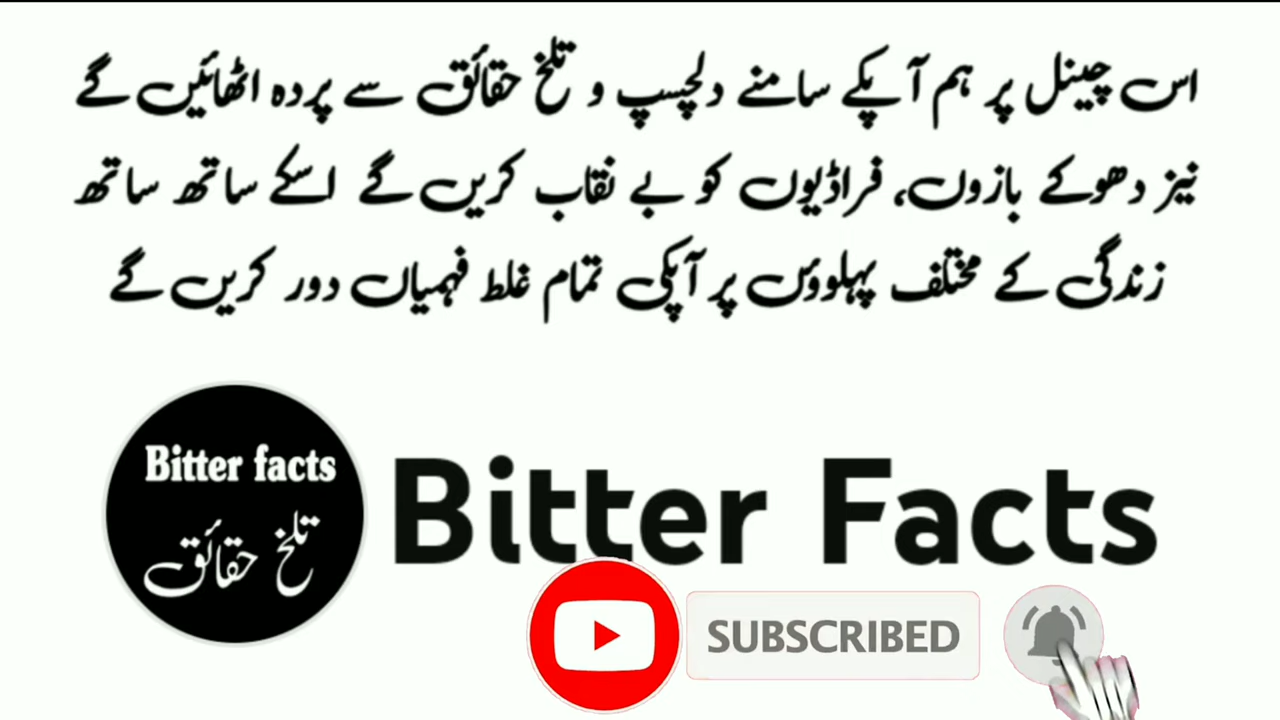 اس چینل پر ہم آپکے سامنے دلچسپ و تلخ حقائق سے پردہ اٹھائیں گے
نیز دھوکے بازوں، فراڈیوں کو بے نقاب کریں گے اسکے ساتھ ساتھ
زندگی کے مختلف پہلووؤں پر آپکی تمام غلط فہمیاں دور کریں گے
Bitter facts
تلخ حقائق
Bitter Facts
SUBSCRIBED